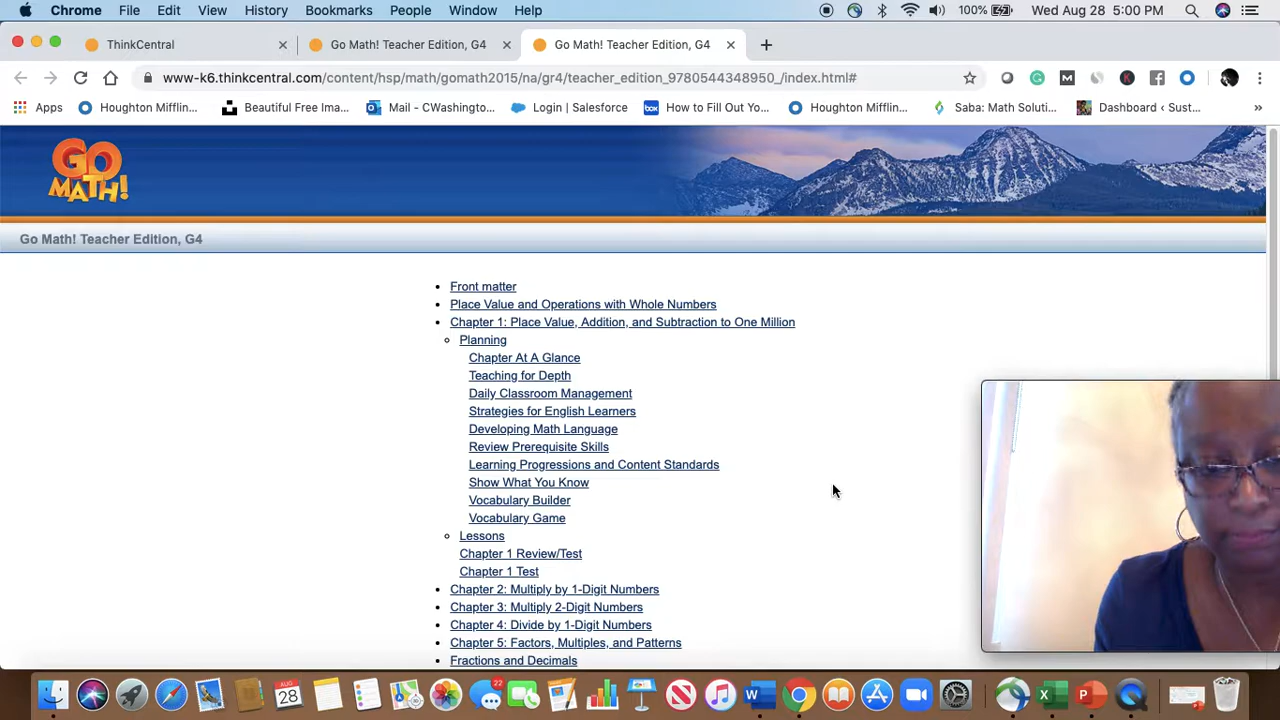 Chrome File Edit View History Bookmarks People Window Help 100% Wed Aug 28 5:00 PM
ThinkCentral Go Math! Teacher Edition, G4 Go Math! Teacher Edition, G4
www-k6.thinkcentral.com/content/hsp/math/gomath2015/na/gr4/teacher_edition_9780544348950_/index.html#
Apps Houghton Mifflin... Beautiful Free Ima... Mail - CWashington... Login | Salesforce box How to Fill Out Yo... Houghton Mifflin... Saba: Math Soluti... Dashboard ‹ Sust... »
GO
MATH!
Go Math! Teacher Edition, G4
• Front matter
• Place Value and Operations with Whole Numbers
• Chapter 1: Place Value, Addition, and Subtraction to One Million
Planning
Chapter At A Glance
Teaching for Depth
Daily Classroom Management
Strategies for English Learners
Developing Math Language
Review Prerequisite Skills
Learning Progressions and Content Standards
Show What You Know
Vocabulary Builder
Vocabulary Game
Lessons
Chapter 1 Review/Test
Chapter 1 Test
• Chapter 2: Multiply by 1-Digit Numbers
• Chapter 3: Multiply 2-Digit Numbers
• Chapter 4: Divide by 1-Digit Numbers
• Chapter 5: Factors, Multiples, and Patterns
Fractions and Decimals
AUG
28
22